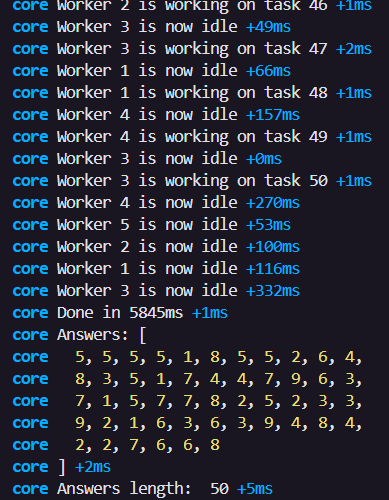 core Worker 2 is working on task 46 +1ms
core Worker 3 is now idle +49ms
core Worker 3 is working on task 47 +2ms
core Worker 1 is now idle +66ms
core Worker 1 is working on task 48 +1ms
core Worker 4 is now idle +157ms
core Worker 4 is working on task 49 +1ms
core Worker 3 is now idle +0ms
core Worker 3 is working on task 50 +1ms
core Worker 4 is now idle +270ms
core Worker 5 is now idle +53ms
core Worker 2 is now idle +100ms
core Worker 1 is now idle +116ms
core Worker 3 is now idle +332ms
core Done in 5845ms +1ms
core Answers: [
core   5, 5, 5, 5, 1, 8, 5, 5, 2, 6, 4,
core   8, 3, 5, 1, 7, 4, 4, 7, 9, 6, 3,
core   7, 1, 5, 7, 7, 8, 2, 5, 2, 3, 3,
core   9, 2, 1, 6, 3, 6, 3, 9, 4, 8, 4,
core   2, 2, 7, 6, 6, 8
core ] +2ms
core Answers length:  50 +5ms